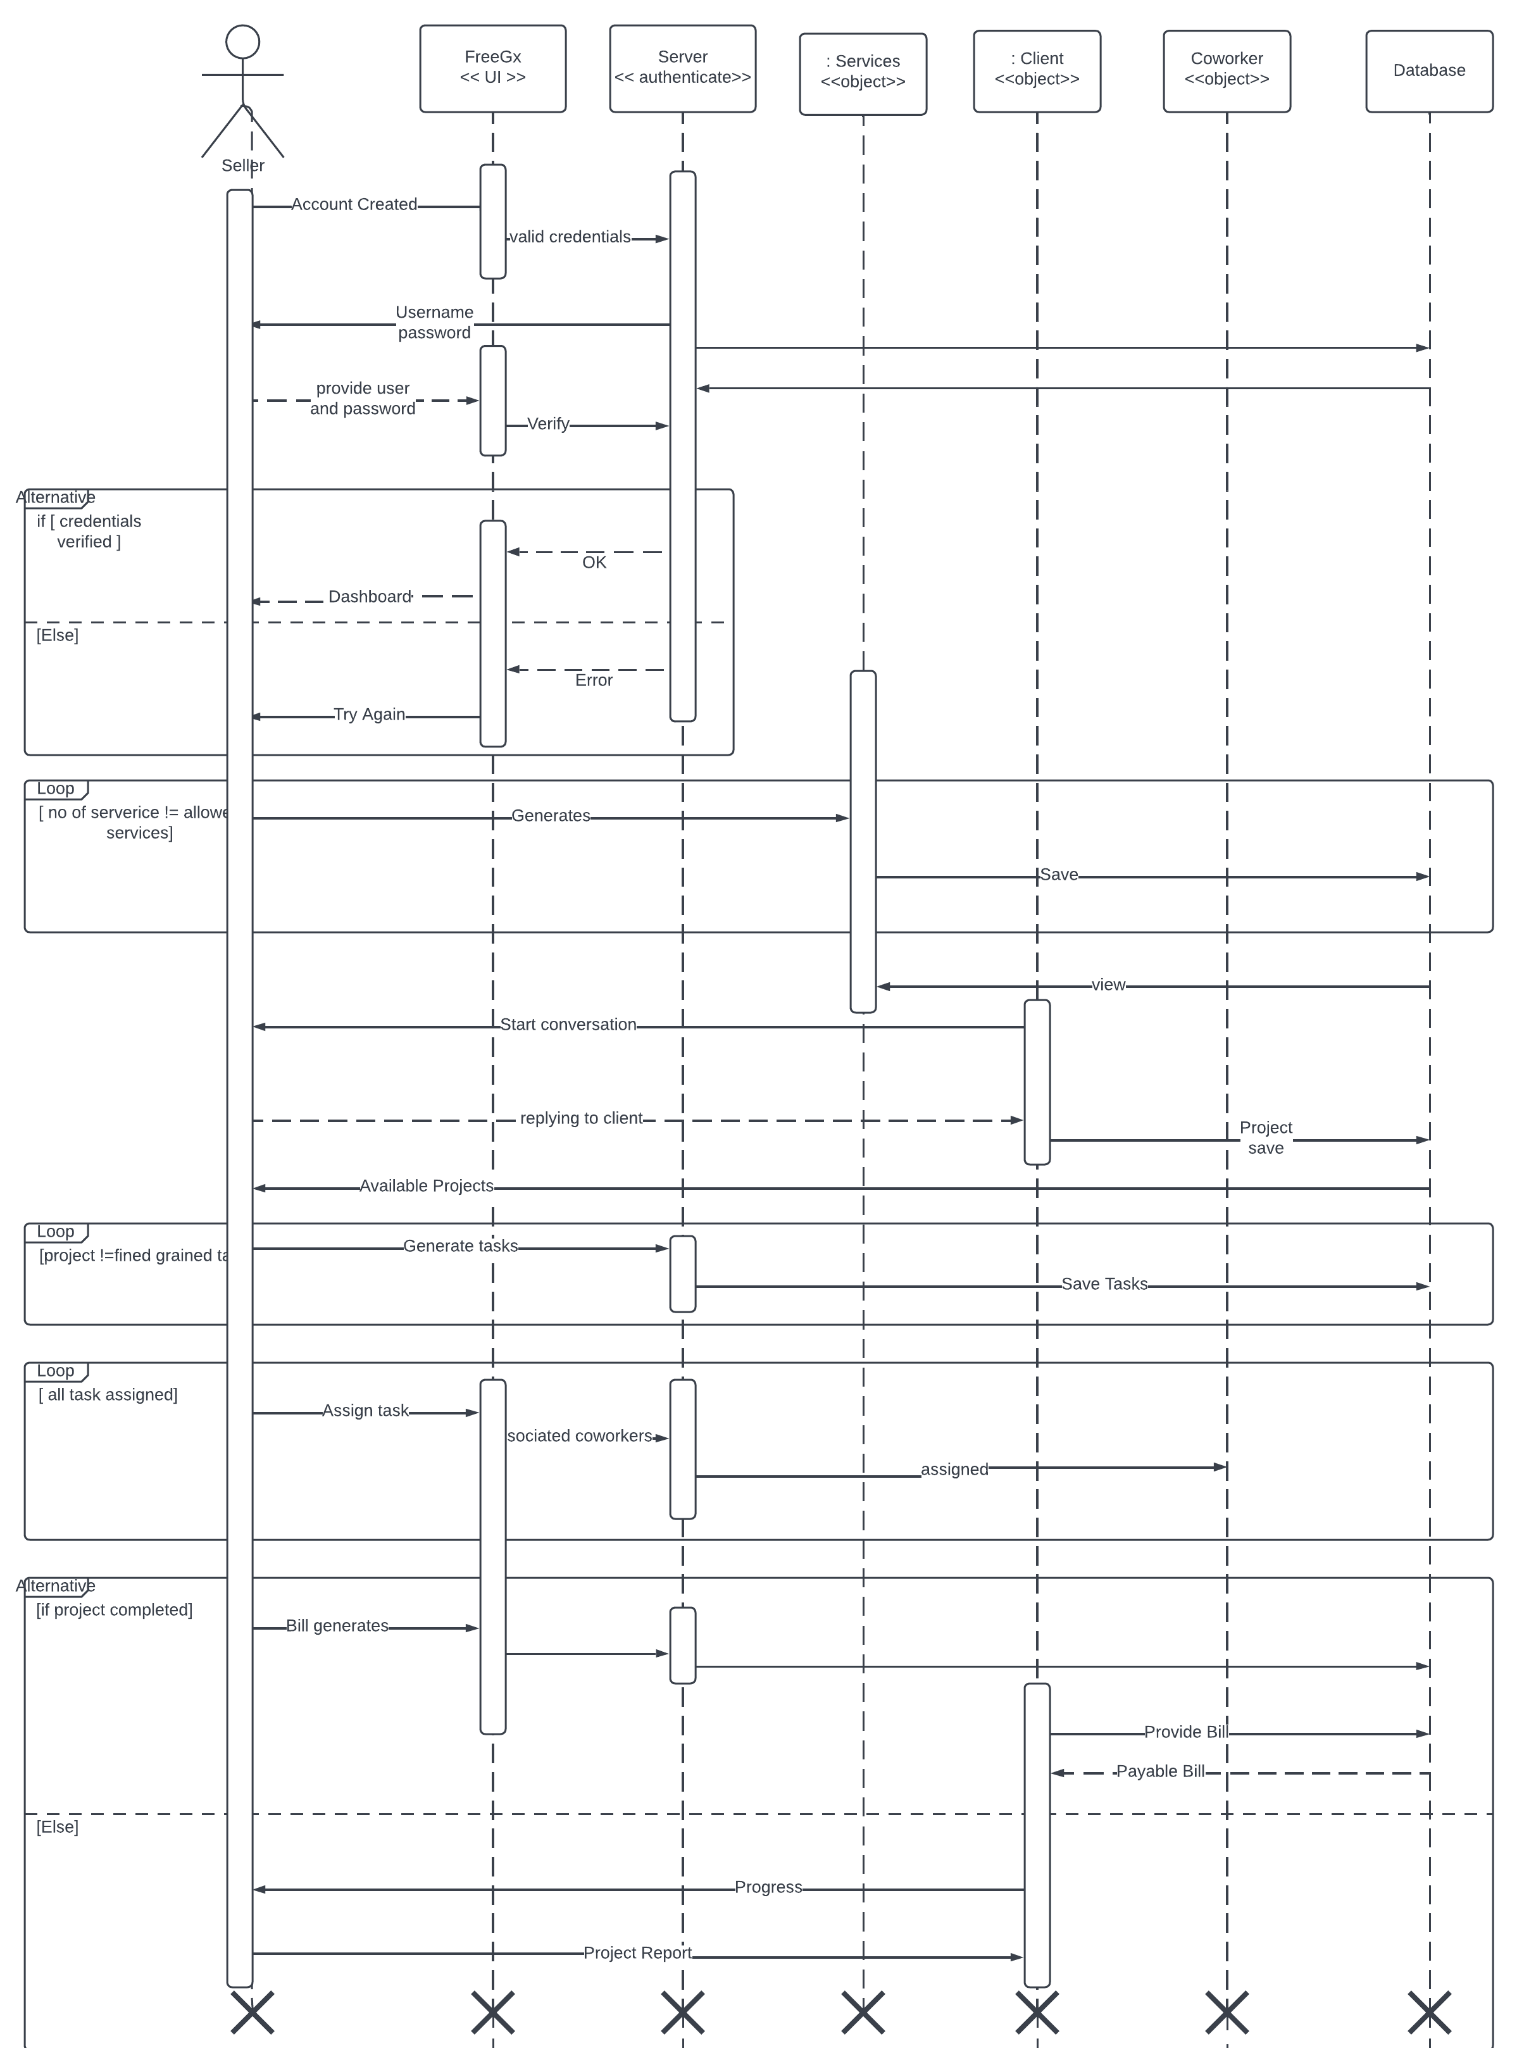 FreeGx
<< UI >>
Server
<< authenticate>>
: Services
<<object>>
: Client
<<object>>
Coworker
<<object>>
Database
Seller
Account Created
valid credentials
Username
password
provide user
and password
Verify
Alternative
if [ credentials
verified ]
OK
Dashboard
[Else]
Error
Try Again
Loop
[ no of serverice != allowe
services]
Generates
Save
view
Start conversation
replying to client
Project
save
Available Projects
Loop
[project !=fined grained ta
Generate tasks
Save Tasks
Loop
[ all task assigned]
Assign task
sociated coworkers
assigned
Alternative
[if project completed]
Bill generates
Provide Bill
Payable Bill
[Else]
Progress
Project Report